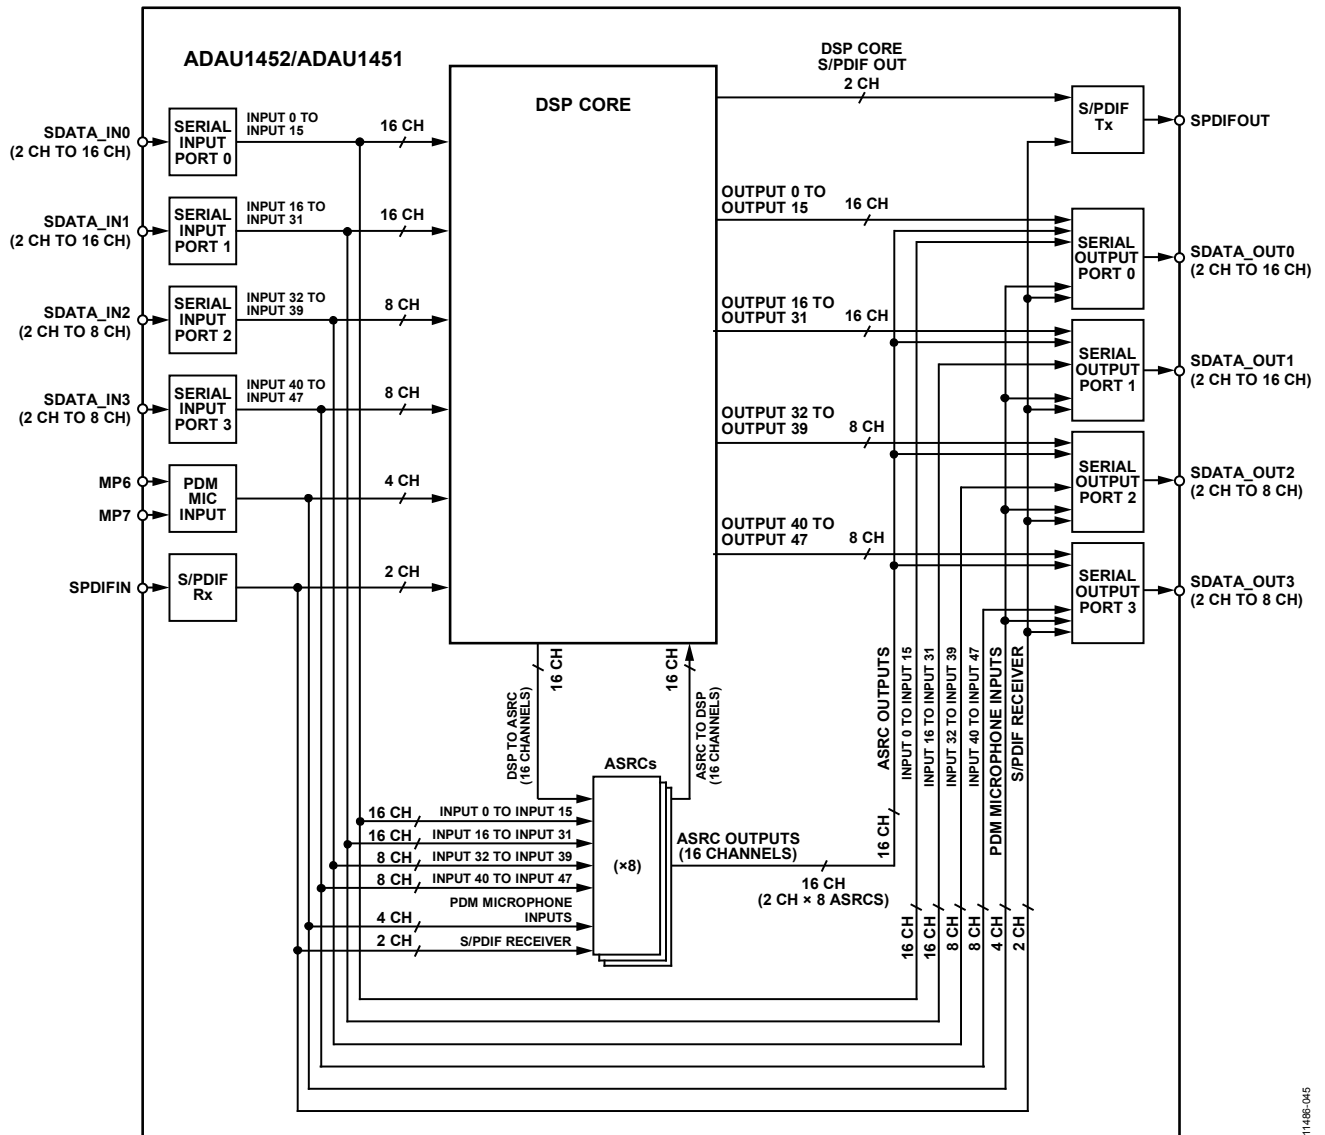 ADAU1452/ADAU1451
DSP CORE
DSP CORE
S/PDIF OUT
2 CH
S/PDIF
Tx
SPDIFOUT
SDATA_IN0
(2 CH TO 16 CH)
SERIAL
INPUT
PORT 0
INPUT 0 TO
INPUT 15
16 CH
SDATA_IN1
(2 CH TO 16 CH)
SERIAL
INPUT
PORT 1
INPUT 16 TO
INPUT 31
16 CH
SDATA_IN2
(2 CH TO 8 CH)
SERIAL
INPUT
PORT 2
INPUT 32 TO
INPUT 39
8 CH
SDATA_IN3
(2 CH TO 8 CH)
SERIAL
INPUT
PORT 3
INPUT 40 TO
INPUT 47
8 CH
MP6
MP7
PDM
MIC
INPUT
4 CH
SPDIFIN
S/PDIF
Rx
2 CH
OUTPUT 0 TO
OUTPUT 15
16 CH
SERIAL
OUTPUT
PORT 0
SDATA_OUT0
(2 CH TO 16 CH)
OUTPUT 16 TO
OUTPUT 31
16 CH
SERIAL
OUTPUT
PORT 1
SDATA_OUT1
(2 CH TO 16 CH)
OUTPUT 32 TO
OUTPUT 39
8 CH
SERIAL
OUTPUT
PORT 2
SDATA_OUT2
(2 CH TO 8 CH)
OUTPUT 40 TO
OUTPUT 47
8 CH
SERIAL
OUTPUT
PORT 3
SDATA_OUT3
(2 CH TO 8 CH)
16 CH
DSP TO ASRC
(16 CHANNELS)
16 CH
ASRC TO DSP
(16 CHANNELS)
ASRCs
(×8)
16 CH
INPUT 0 TO INPUT 15
16 CH
INPUT 16 TO INPUT 31
8 CH
INPUT 32 TO INPUT 39
8 CH
INPUT 40 TO INPUT 47
4 CH
PDM MICROPHONE
INPUTS
2 CH
S/PDIF RECEIVER
ASRC OUTPUTS
(16 CHANNELS)
16 CH
(2 CH × 8 ASRCS)
ASRC OUTPUTS
16 CH
INPUT 0 TO INPUT 15
16 CH
INPUT 16 TO INPUT 31
16 CH
INPUT 32 TO INPUT 39
8 CH
INPUT 40 TO INPUT 47
8 CH
PDM MICROPHONE INPUTS
4 CH
S/PDIF RECEIVER
2 CH
11486-045